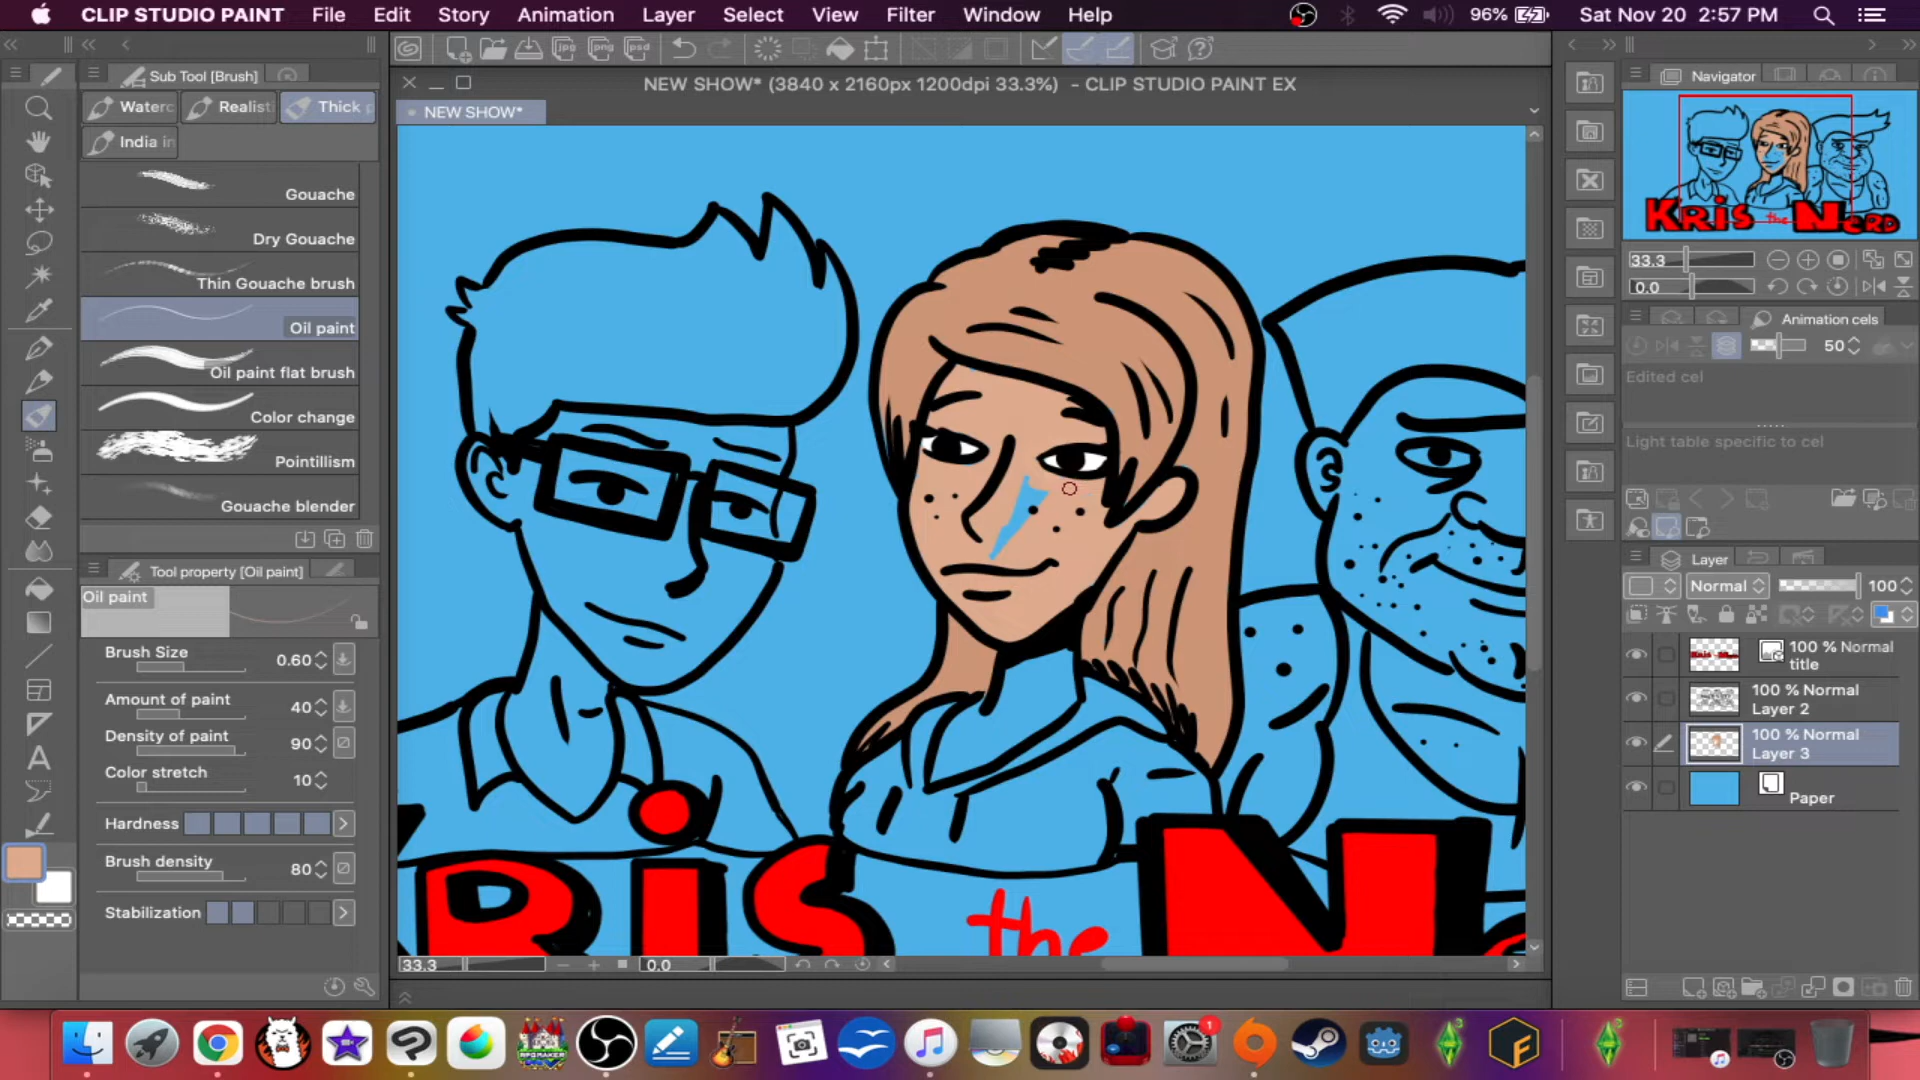 CLIP STUDIO PAINT File Edit Story Animation Layer Select View Filter Window Help 96% Sat Nov 20 2:57 PM
NEW SHOW* (3840 x 2160px 1200dpi 33.3%) - CLIP STUDIO PAINT EX
NEW SHOW*
Sub Tool [Brush]
Waterc Realisti Thick p
India in
Gouache
Dry Gouache
Thin Gouache brush
Oil paint
Oil paint flat brush
Color change
Pointillism
Gouache blender
Tool property [Oil paint]
Oil paint
Brush Size 0.60
Amount of paint 40
Density of paint 90
Color stretch 10
Hardness
Brush density 80
Stabilization
KRiS the NeRD
33.3 0.0
Navigator
KRiS the NeRD
33.3
0.0
Animation cels
50
Edited cel
Light table specific to cel
Layer
Normal 100
100 % Normal
title
100 % Normal
Layer 2
100 % Normal
Layer 3
Paper
RPGMAKER
1